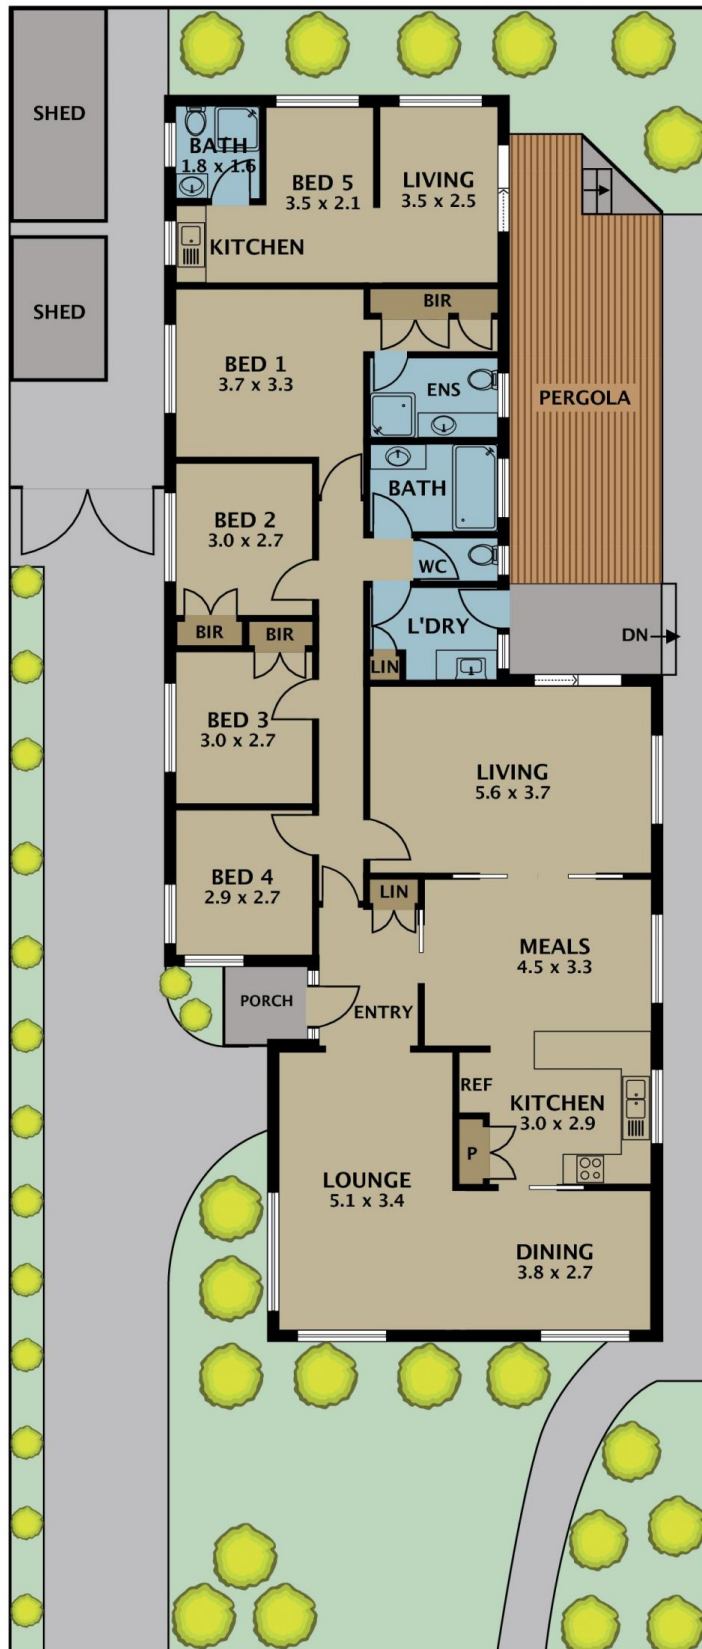 SHED
BATH
1.8 x 1.6
BED 5
3.5 x 2.1
LIVING
3.5 x 2.5
KITCHEN
SHED
BIR
BED 1
3.7 x 3.3
ENS
PERGOLA
BATH
BED 2
3.0 x 2.7
WC
BIR
BIR
L'DRY
LIN
DN
BED 3
3.0 x 2.7
LIVING
5.6 x 3.7
BED 4
2.9 x 2.7
LIN
MEALS
4.5 x 3.3
PORCH
ENTRY
REF
KITCHEN
3.0 x 2.9
P
LOUNGE
5.1 x 3.4
DINING
3.8 x 2.7